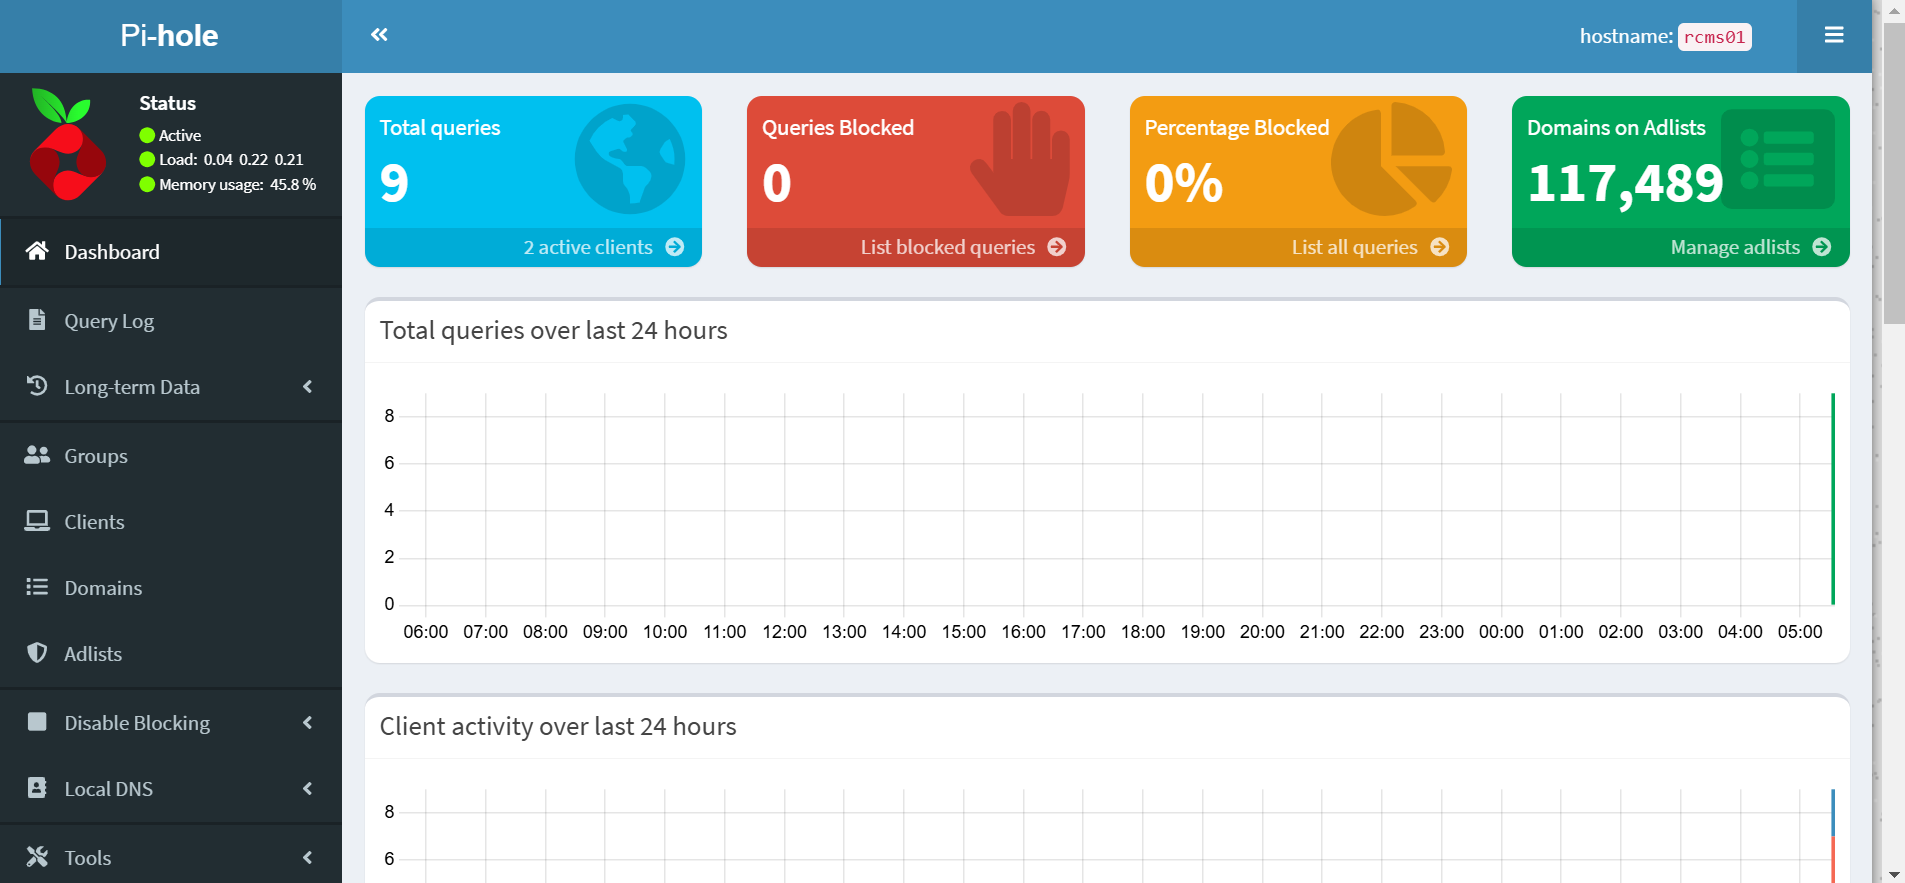 Pi-hole
hostname: rcms01
Status
Active
Load: 0.04 0.22 0.21
Memory usage: 45.8 %
Dashboard
Query Log
Long-term Data
Groups
Clients
Domains
Adlists
Disable Blocking
Local DNS
Tools
Total queries
9
2 active clients
Queries Blocked
0
List blocked queries
Percentage Blocked
0%
List all queries
Domains on Adlists
117,489
Manage adlists
Total queries over last 24 hours
8
6
4
2
0
06:00 07:00 08:00 09:00 10:00 11:00 12:00 13:00 14:00 15:00 16:00 17:00 18:00 19:00 20:00 21:00 22:00 23:00 00:00 01:00 02:00 03:00 04:00 05:00
Client activity over last 24 hours
8
6